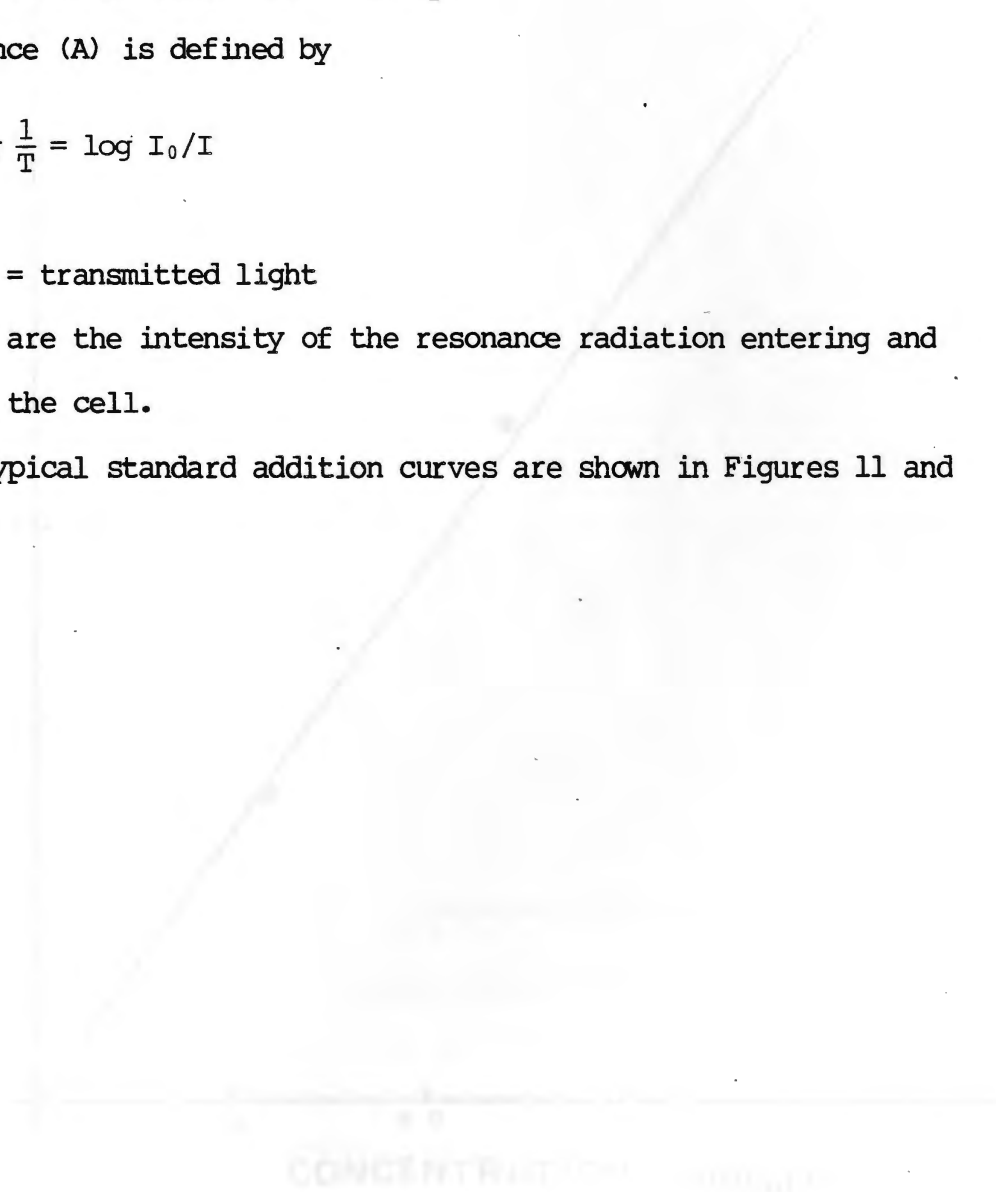 nce (A) is defined by
1/T = log I₀/I
= transmitted light
are the intensity of the resonance radiation entering and
the cell.
ypical standard addition curves are shown in Figures 11 and
CONCENTRATION